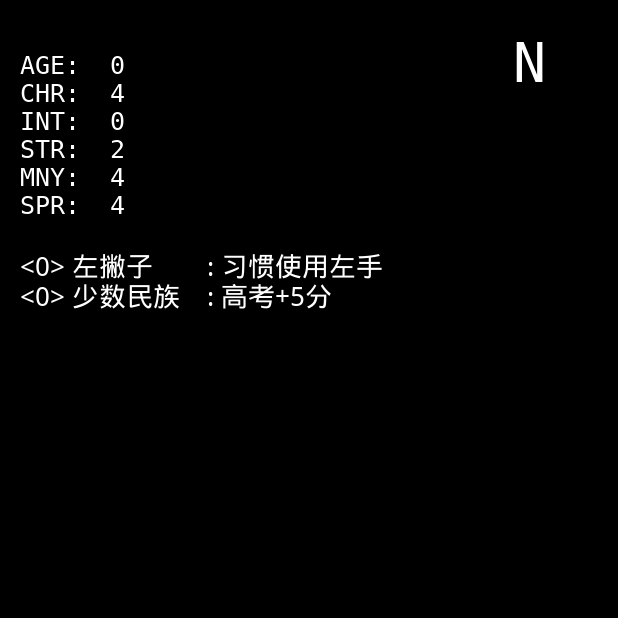 N
AGE: 0
CHR: 4
INT: 0
STR: 2
MNY: 4
SPR: 4
<O> 左撇子 : 习惯使用左手
<O> 少数民族 : 高考+5分